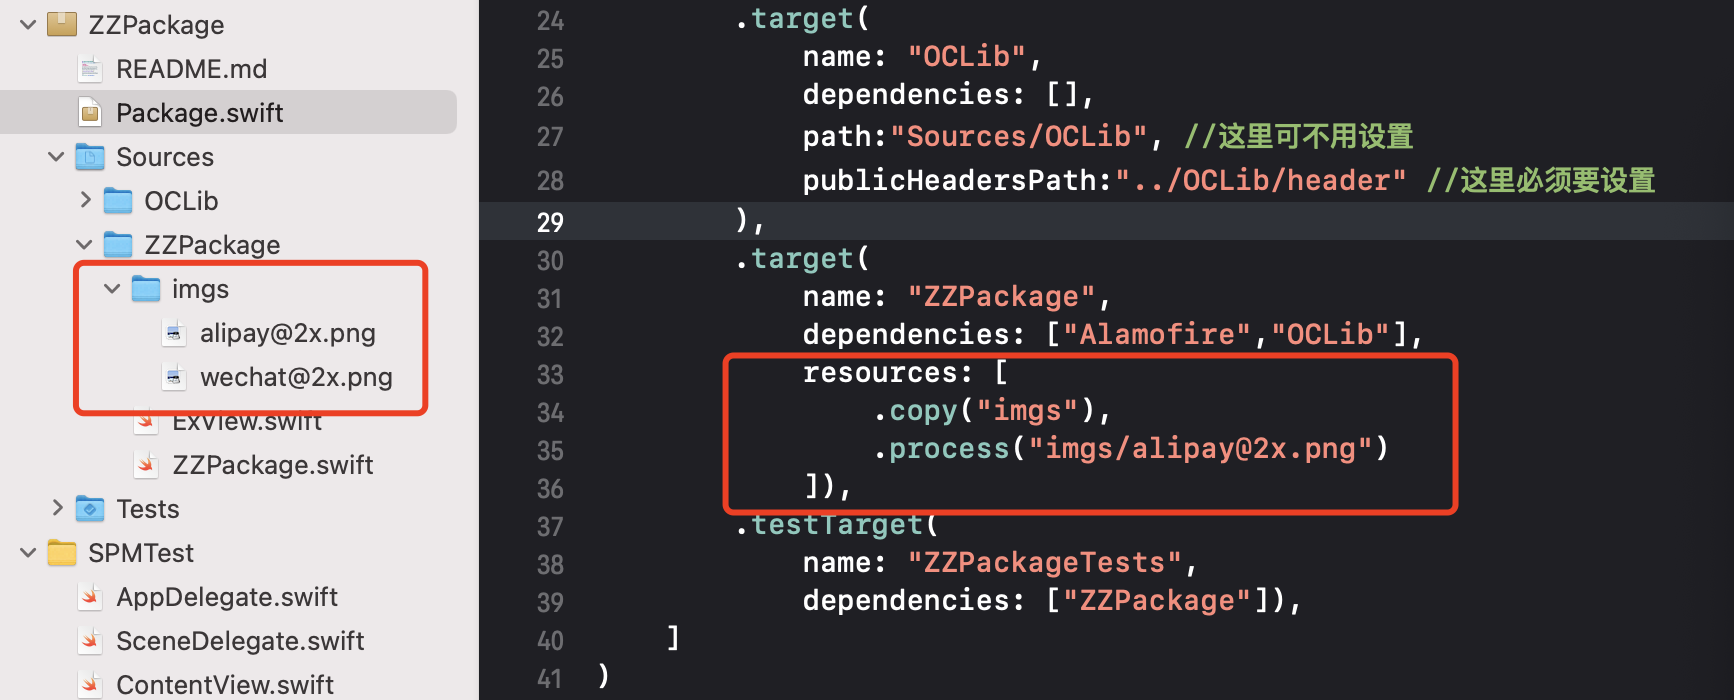 ZZPackage
README.md
Package.swift
Sources
OCLib
ZZPackage
imgs
alipay@2x.png
wechat@2x.png
ExView.swift
ZZPackage.swift
Tests
SPMTest
AppDelegate.swift
SceneDelegate.swift
ContentView.swift
24 .target(
25 name: "OCLib",
26 dependencies: [],
27 path:"Sources/OCLib", //这里可不用设置
28 publicHeadersPath:"../OCLib/header" //这里必须要设置
29 ),
30 .target(
31 name: "ZZPackage",
32 dependencies: ["Alamofire","OCLib"],
33 resources: [
34 .copy("imgs"),
35 .process("imgs/alipay@2x.png")
36 ]),
37 .testTarget(
38 name: "ZZPackageTests",
39 dependencies: ["ZZPackage"]),
40 ]
41 )